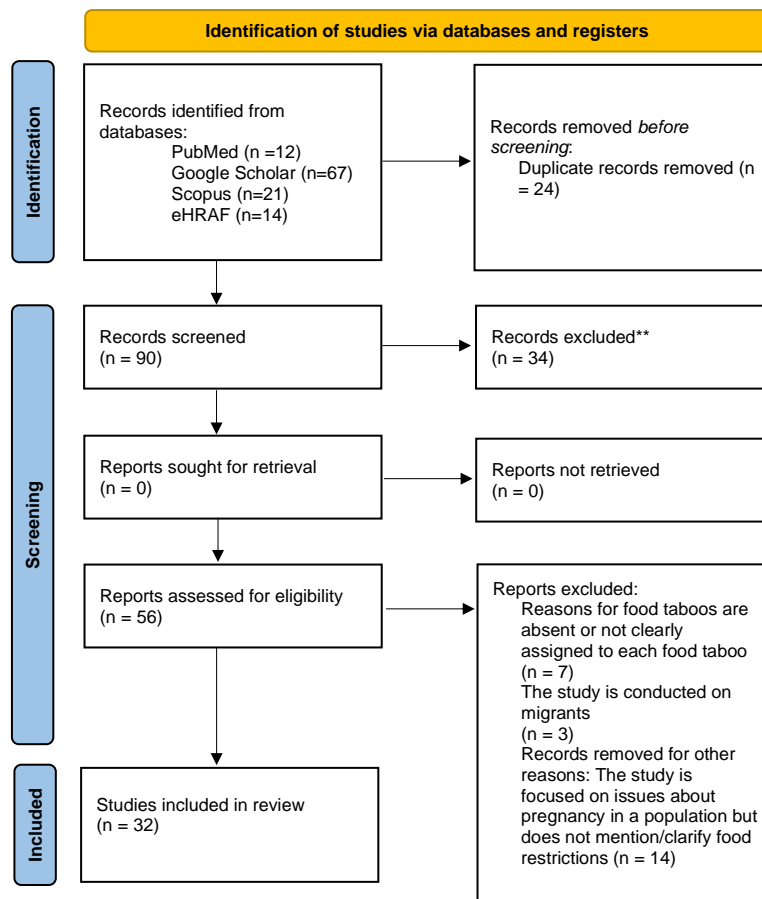 Identification of studies via databases and registers
Identification
Records identified from
databases:
PubMed (n =12)
Google Scholar (n=67)
Scopus (n=21)
eHRAF (n=14)
Records removed before
screening:
Duplicate records removed (n
= 24)
Screening
Records screened
(n = 90)
Records excluded**
(n = 34)
Reports sought for retrieval
(n = 0)
Reports not retrieved
(n = 0)
Reports assessed for eligibility
(n = 56)
Reports excluded:
Reasons for food taboos are
absent or not clearly
assigned to each food taboo
(n = 7)
The study is conducted on
migrants
(n = 3)
Records removed for other
reasons: The study is
focused on issues about
pregnancy in a population but
does not mention/clarify food
restrictions (n = 14)
Included
Studies included in review
(n = 32)